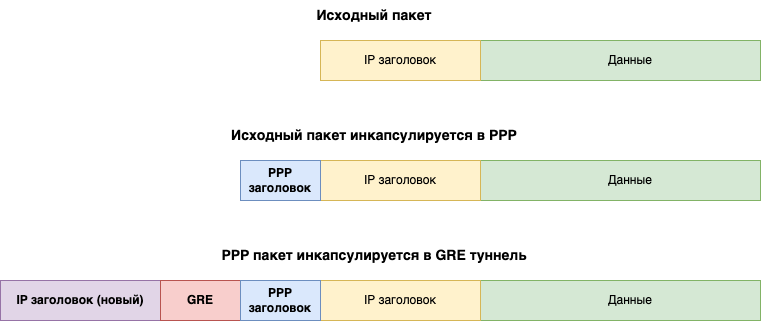 Исходный пакет
IP заголовок
Данные
Исходный пакет инкапсулируется в PPP
PPP
заголовок
IP заголовок
Данные
PPP пакет инкапсулируется в GRE туннель
IP заголовок (новый)
GRE
PPP
заголовок
IP заголовок
Данные